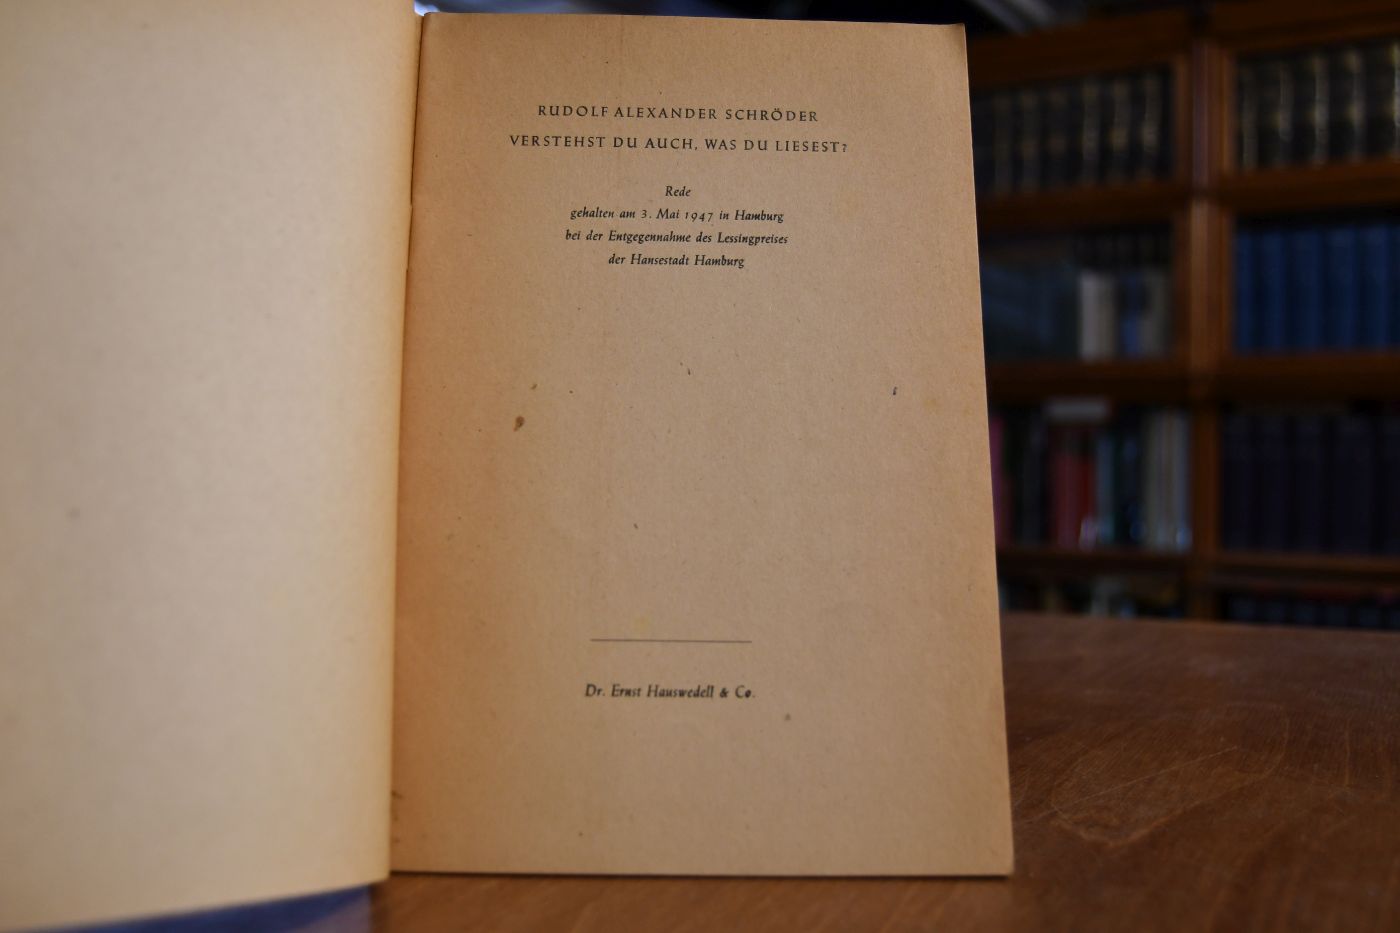 RUDOLF ALEXANDER SCHRÖDER
VERSTEHST DU AUCH, WAS DU LIESEST?
Rede
gehalten am 3. Mai 1947 in Hamburg
bei der Entgegennahme des Lessingpreises
der Hansestadt Hamburg
Dr. Ernst Hauswedell & Co.